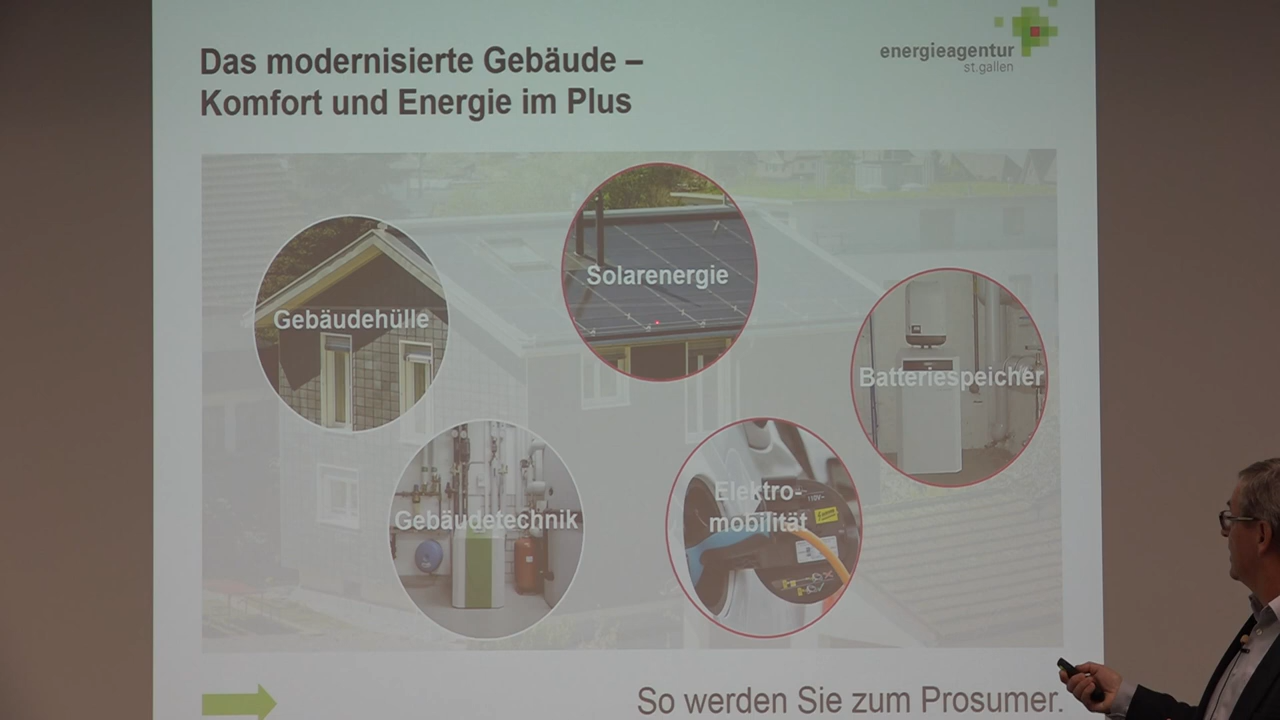 Das modernisierte Gebäude –
Komfort und Energie im Plus
energieagentur
st.gallen
Solarenergie
Gebäudehülle
Batteriespeicher
Elektro-
mobilität
110V~
Gebäudetechnik
So werden Sie zum Prosumer.